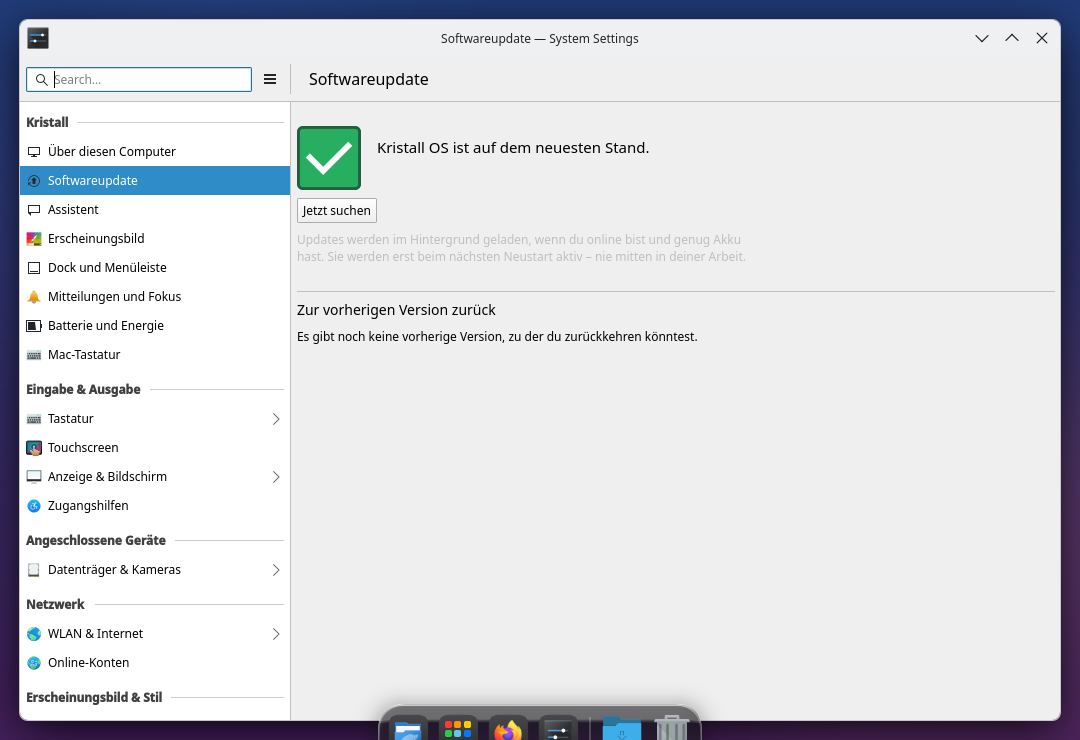 Softwareupdate — System Settings
Search...
Softwareupdate
Kristall
Über diesen Computer
Softwareupdate
Assistent
Erscheinungsbild
Dock und Menüleiste
Mitteilungen und Fokus
Batterie und Energie
Mac-Tastatur
Eingabe & Ausgabe
Tastatur
Touchscreen
Anzeige & Bildschirm
Zugangshilfen
Angeschlossene Geräte
Datenträger & Kameras
Netzwerk
WLAN & Internet
Online-Konten
Erscheinungsbild & Stil
Kristall OS ist auf dem neuesten Stand.
Jetzt suchen
Updates werden im Hintergrund geladen, wenn du online bist und genug Akku
hast. Sie werden erst beim nächsten Neustart aktiv – nie mitten in deiner Arbeit.
Zur vorherigen Version zurück
Es gibt noch keine vorherige Version, zu der du zurückkehren könntest.